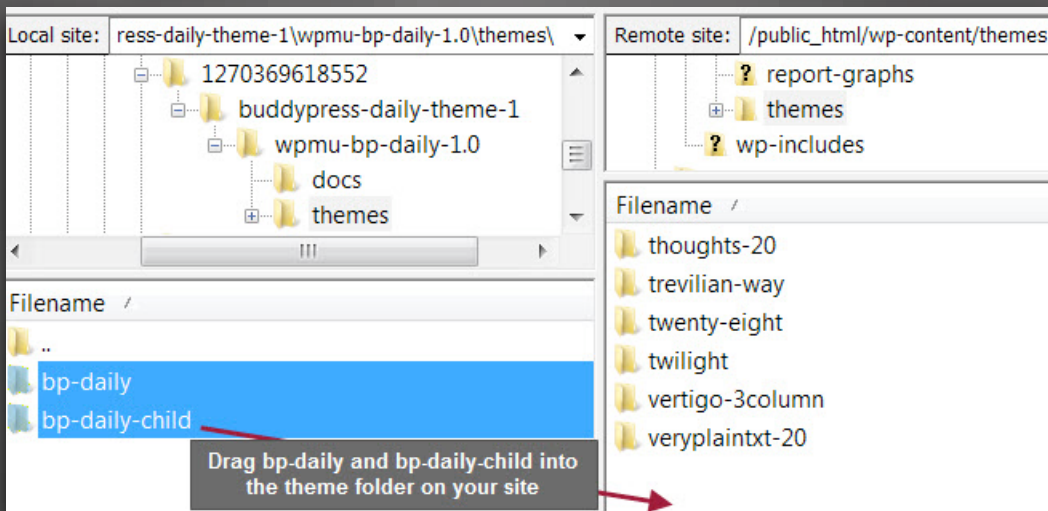 Local site: ress-daily-theme-1\wpmu-bp-daily-1.0\themes\
1270369618552
buddypress-daily-theme-1
wpmu-bp-daily-1.0
docs
themes
Filename
..
bp-daily
bp-daily-child
Drag bp-daily and bp-daily-child into
the theme folder on your site
Remote site: /public_html/wp-content/themes
? report-graphs
themes
? wp-includes
Filename
thoughts-20
trevilian-way
twenty-eight
twilight
vertigo-3column
veryplaintxt-20